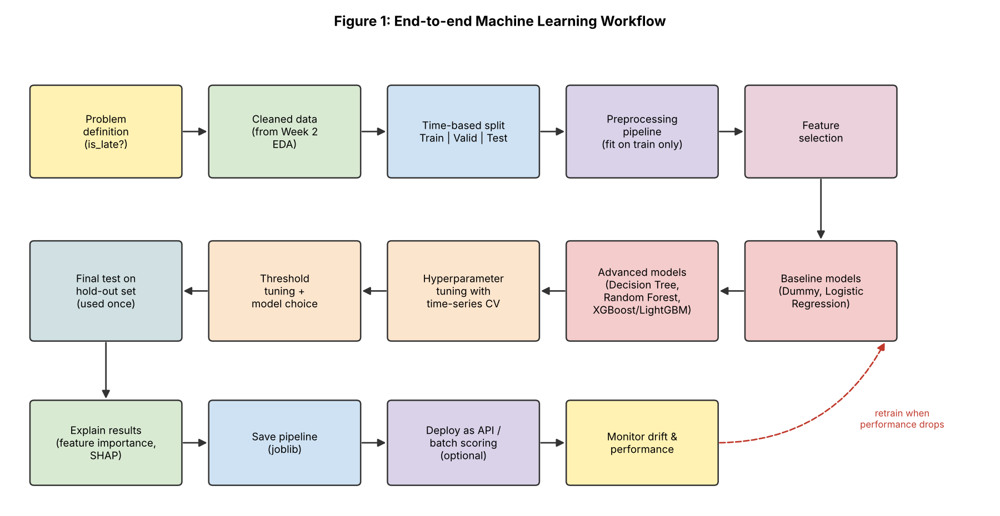 Figure 1: End-to-end Machine Learning Workflow
Problem
definition
(is_late?)
Cleaned data
(from Week 2
EDA)
Time-based split
Train | Valid | Test
Preprocessing
pipeline
(fit on train only)
Feature
selection
Final test on
hold-out set
(used once)
Threshold
tuning +
model choice
Hyperparameter
tuning with
time-series CV
Advanced models
(Decision Tree,
Random Forest,
XGBoost/LightGBM)
Baseline models
(Dummy, Logistic
Regression)
Explain results
(feature importance,
SHAP)
Save pipeline
(joblib)
Deploy as API /
batch scoring
(optional)
Monitor drift &
performance
retrain when
performance drops